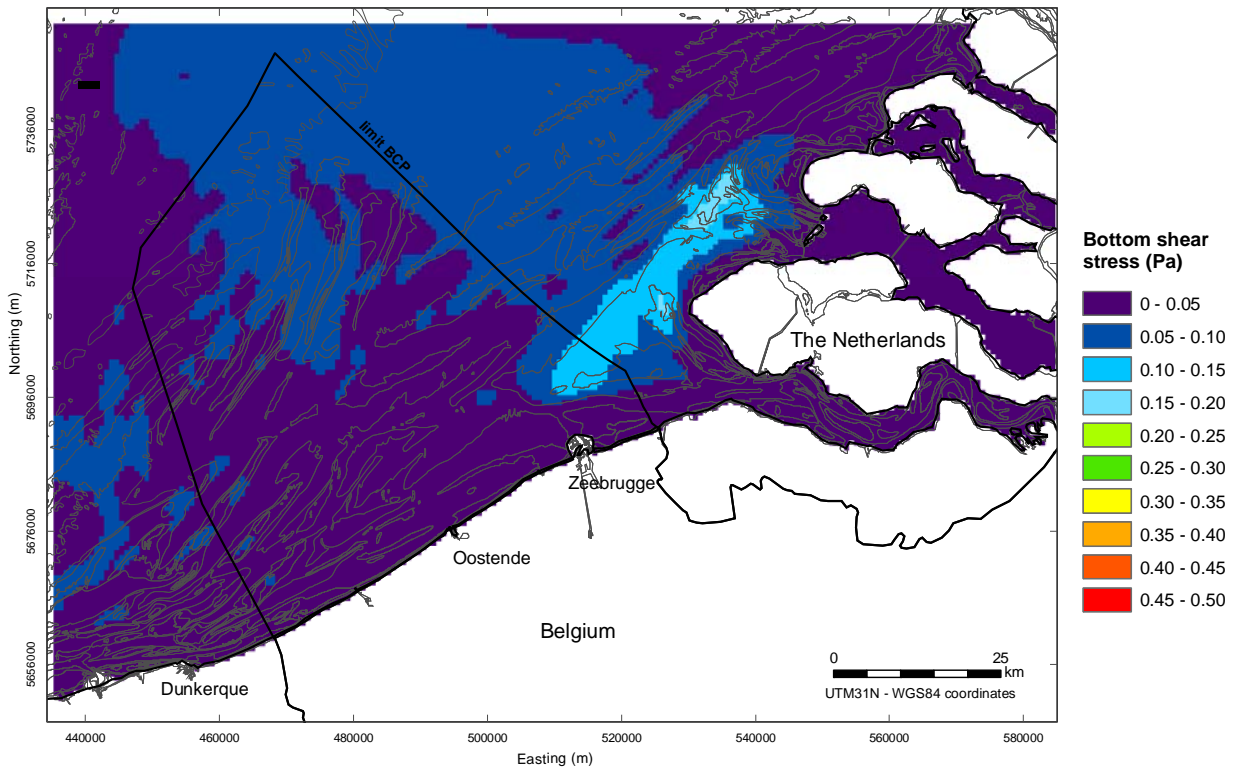 limit BCP
The Netherlands
Zeebrugge
Oostende
Belgium
Dunkerque
0 25
km
UTM31N - WGS84 coordinates
5736000
5716000
5696000
5676000
5656000
Northing (m)
440000 460000 480000 500000 520000 540000 560000 580000
Easting (m)
Bottom shear
stress (Pa)
0 - 0.05
0.05 - 0.10
0.10 - 0.15
0.15 - 0.20
0.20 - 0.25
0.25 - 0.30
0.30 - 0.35
0.35 - 0.40
0.40 - 0.45
0.45 - 0.50